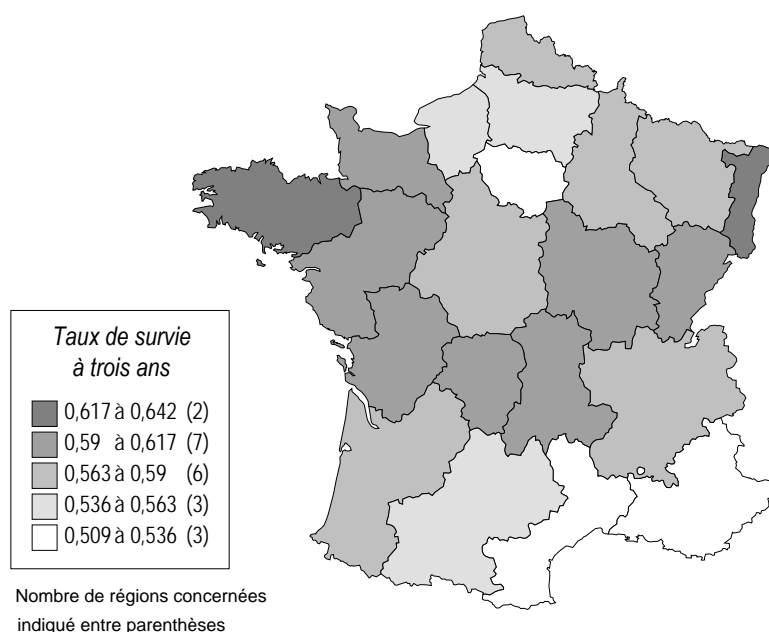 Taux de survie
à trois ans
0,617 à 0,642 (2)
0,59 à 0,617 (7)
0,563 à 0,59 (6)
0,536 à 0,563 (3)
0,509 à 0,536 (3)
Nombre de régions concernées
indiqué entre parenthèses